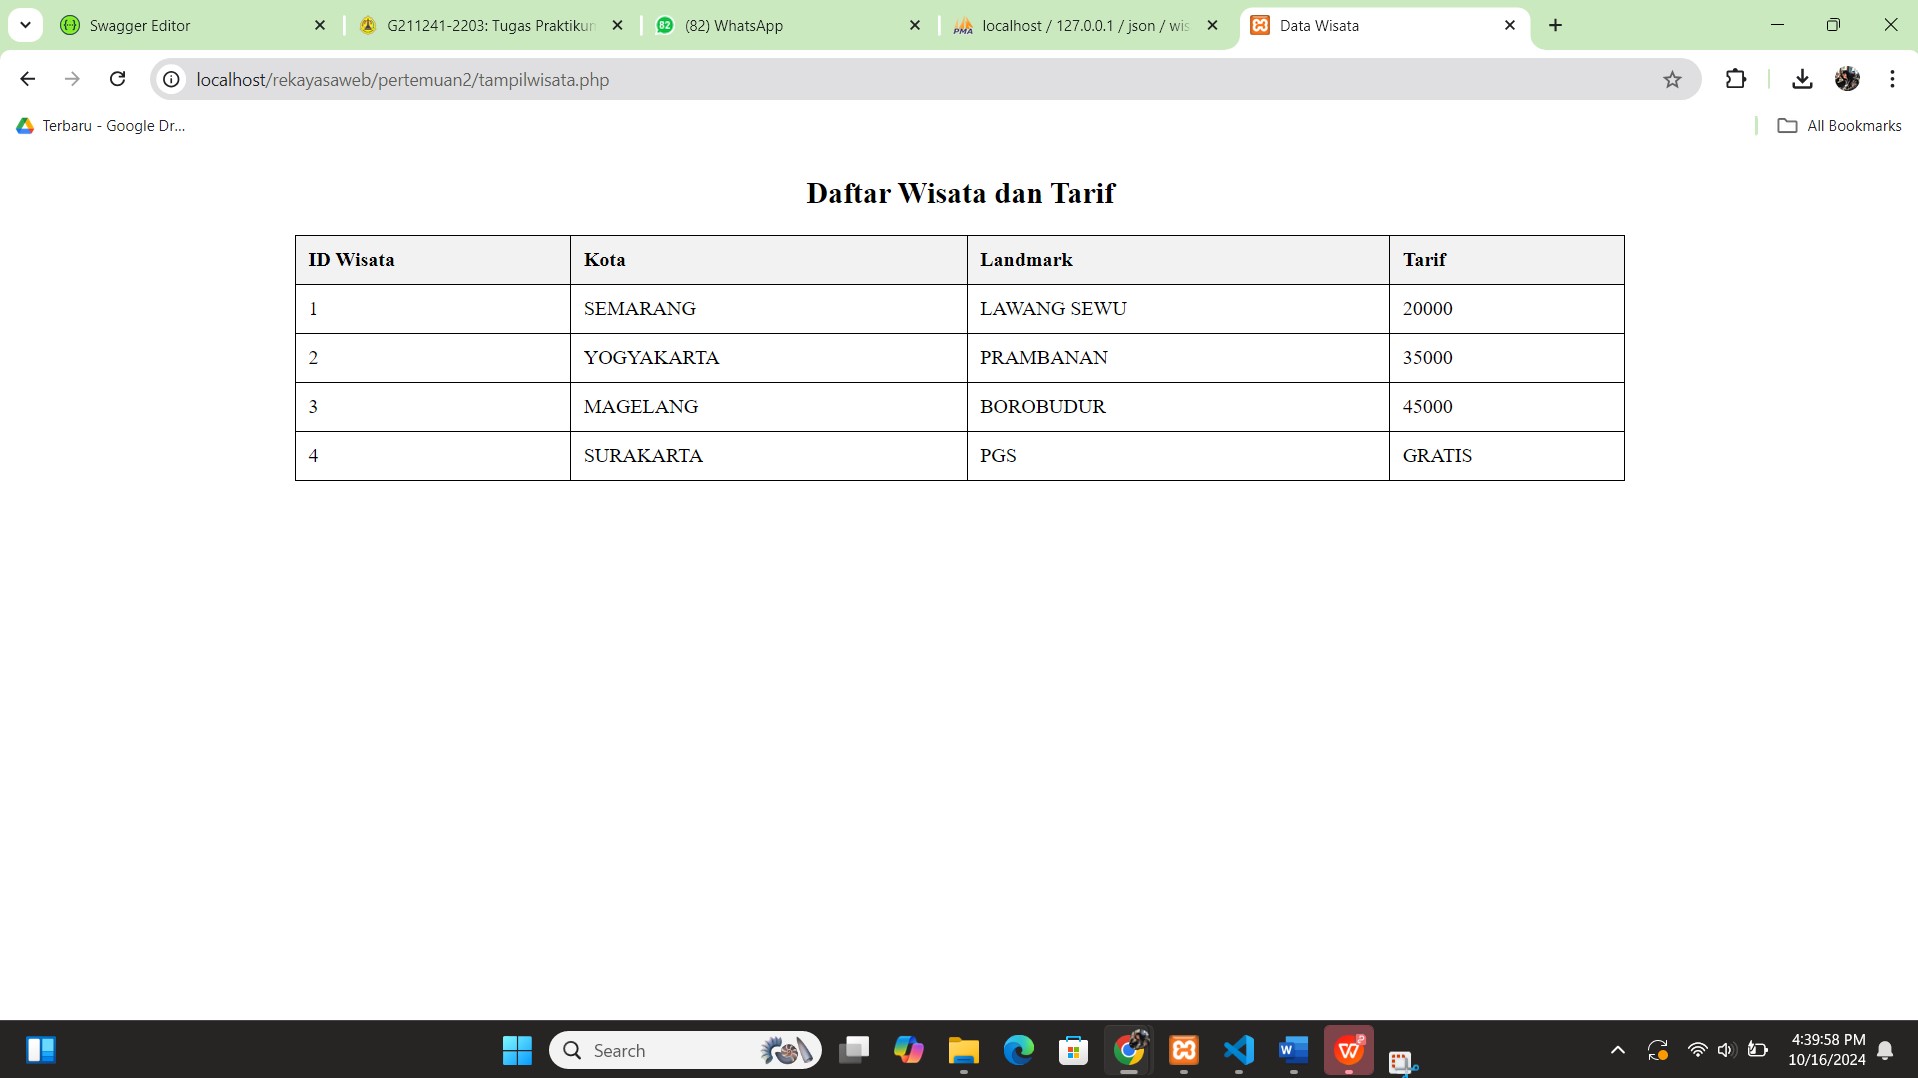 Swagger Editor
G211241-2203: Tugas Praktikun
82
(82) WhatsApp
PMA
localhost / 127.0.0.1 / json / wis
Data Wisata
localhost/rekayasaweb/pertemuan2/tampilwisata.php
Terbaru - Google Dr...
All Bookmarks
Daftar Wisata dan Tarif
ID Wisata Kota Landmark Tarif
1 SEMARANG LAWANG SEWU 20000
2 YOGYAKARTA PRAMBANAN 35000
3 MAGELANG BOROBUDUR 45000
4 SURAKARTA PGS GRATIS
Search
4:39:58 PM
10/16/2024